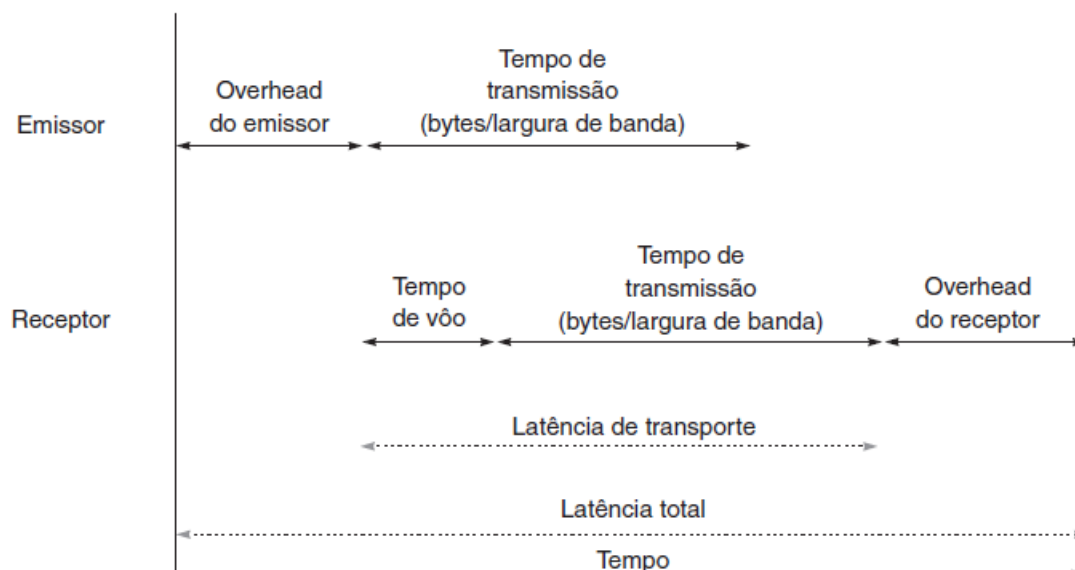 Tempo de
transmissão
(bytes/largura de banda)
Overhead
do emissor
Emissor
Tempo de
transmissão
(bytes/largura de banda)
Tempo
de vôo
Overhead
do receptor
Receptor
Latência de transporte
Latência total
Tempo